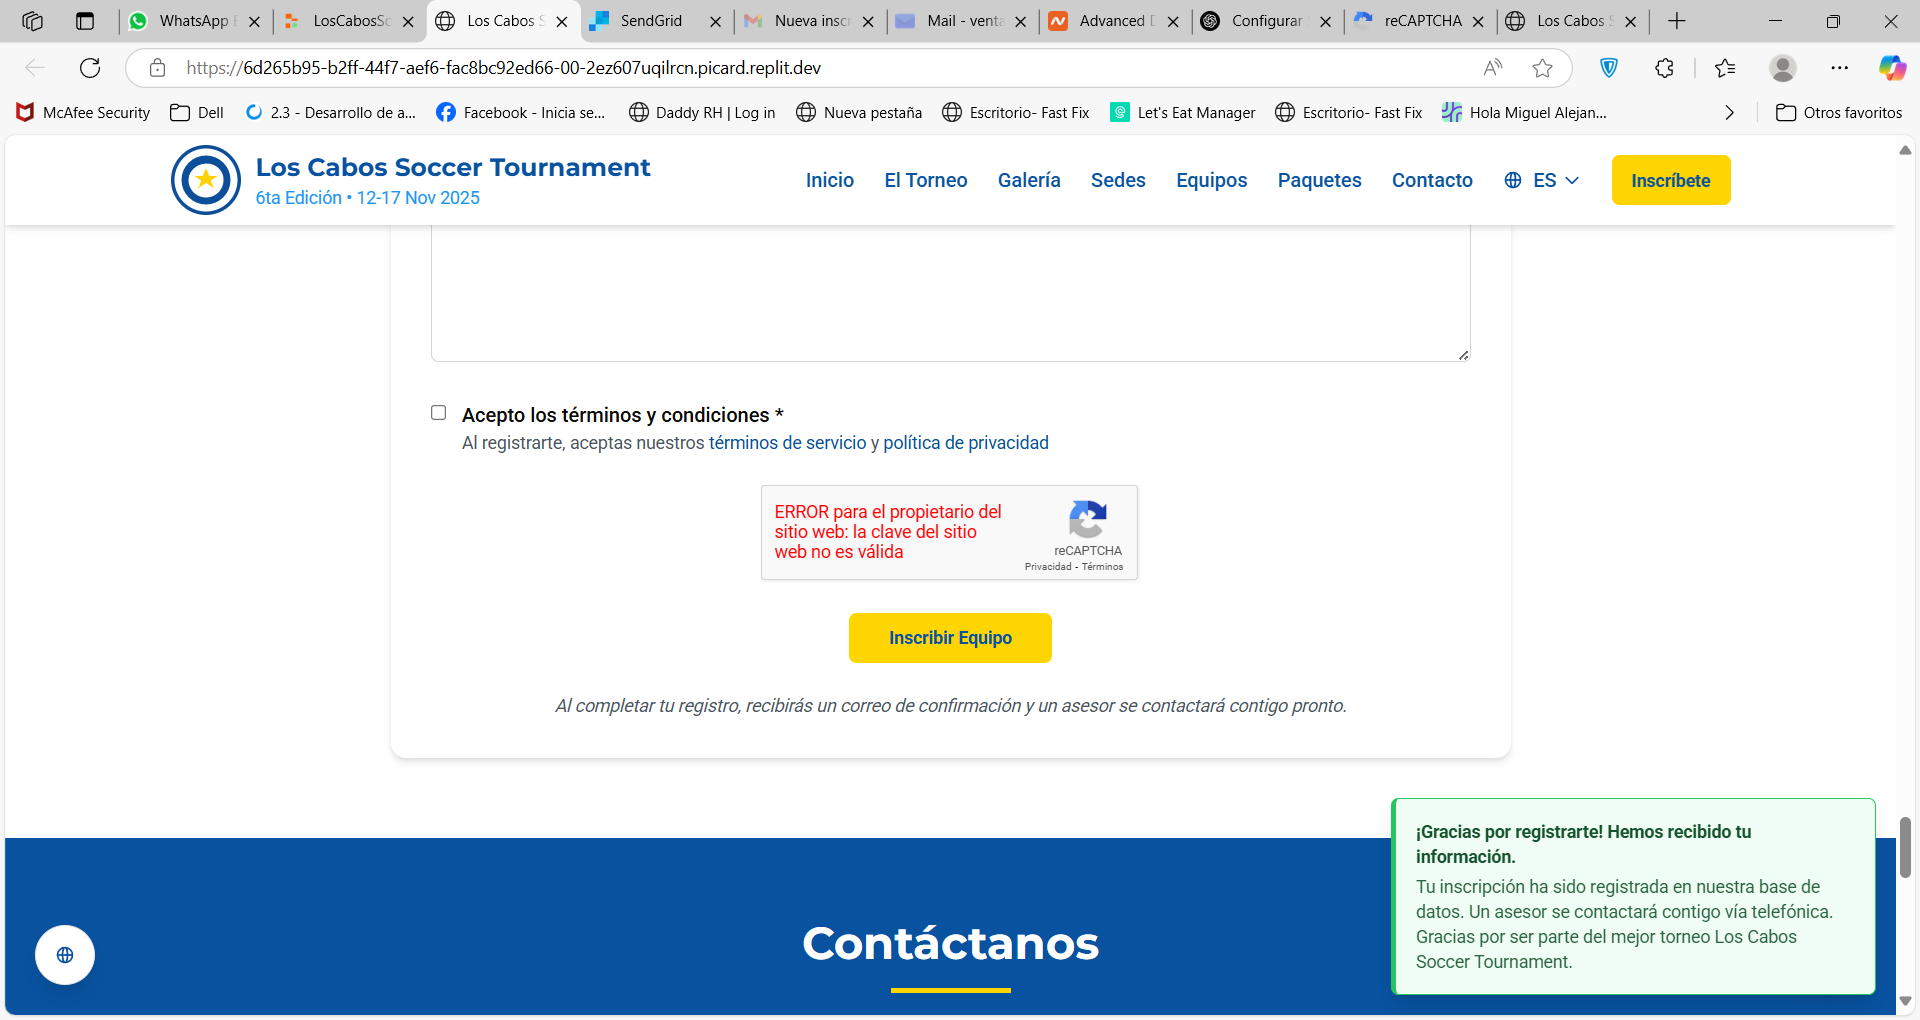 WhatsApp
LosCabosSc
Los Cabos S
SendGrid
Nueva inscr
Mail - venta
Advanced D
Configurar
reCAPTCHA
Los Cabos S
https://6d265b95-b2ff-44f7-aef6-fac8bc92ed66-00-2ez607uqilrcn.picard.replit.dev
McAfee Security
Dell
2.3 - Desarrollo de a...
Facebook - Inicia se...
Daddy RH | Log in
Nueva pestaña
Escritorio- Fast Fix
Let's Eat Manager
Escritorio- Fast Fix
Hola Miguel Alejan...
Otros favoritos
Los Cabos Soccer Tournament
6ta Edición • 12-17 Nov 2025
Inicio
El Torneo
Galería
Sedes
Equipos
Paquetes
Contacto
ES
Inscríbete
Acepto los términos y condiciones *
Al registrarte, aceptas nuestros términos de servicio y política de privacidad
ERROR para el propietario del
sitio web: la clave del sitio
web no es válida
reCAPTCHA
Privacidad - Términos
Inscribir Equipo
Al completar tu registro, recibirás un correo de confirmación y un asesor se contactará contigo pronto.
¡Gracias por registrarte! Hemos recibido tu
información.
Tu inscripción ha sido registrada en nuestra base de
datos. Un asesor se contactará contigo vía telefónica.
Gracias por ser parte del mejor torneo Los Cabos
Soccer Tournament.
Contáctanos